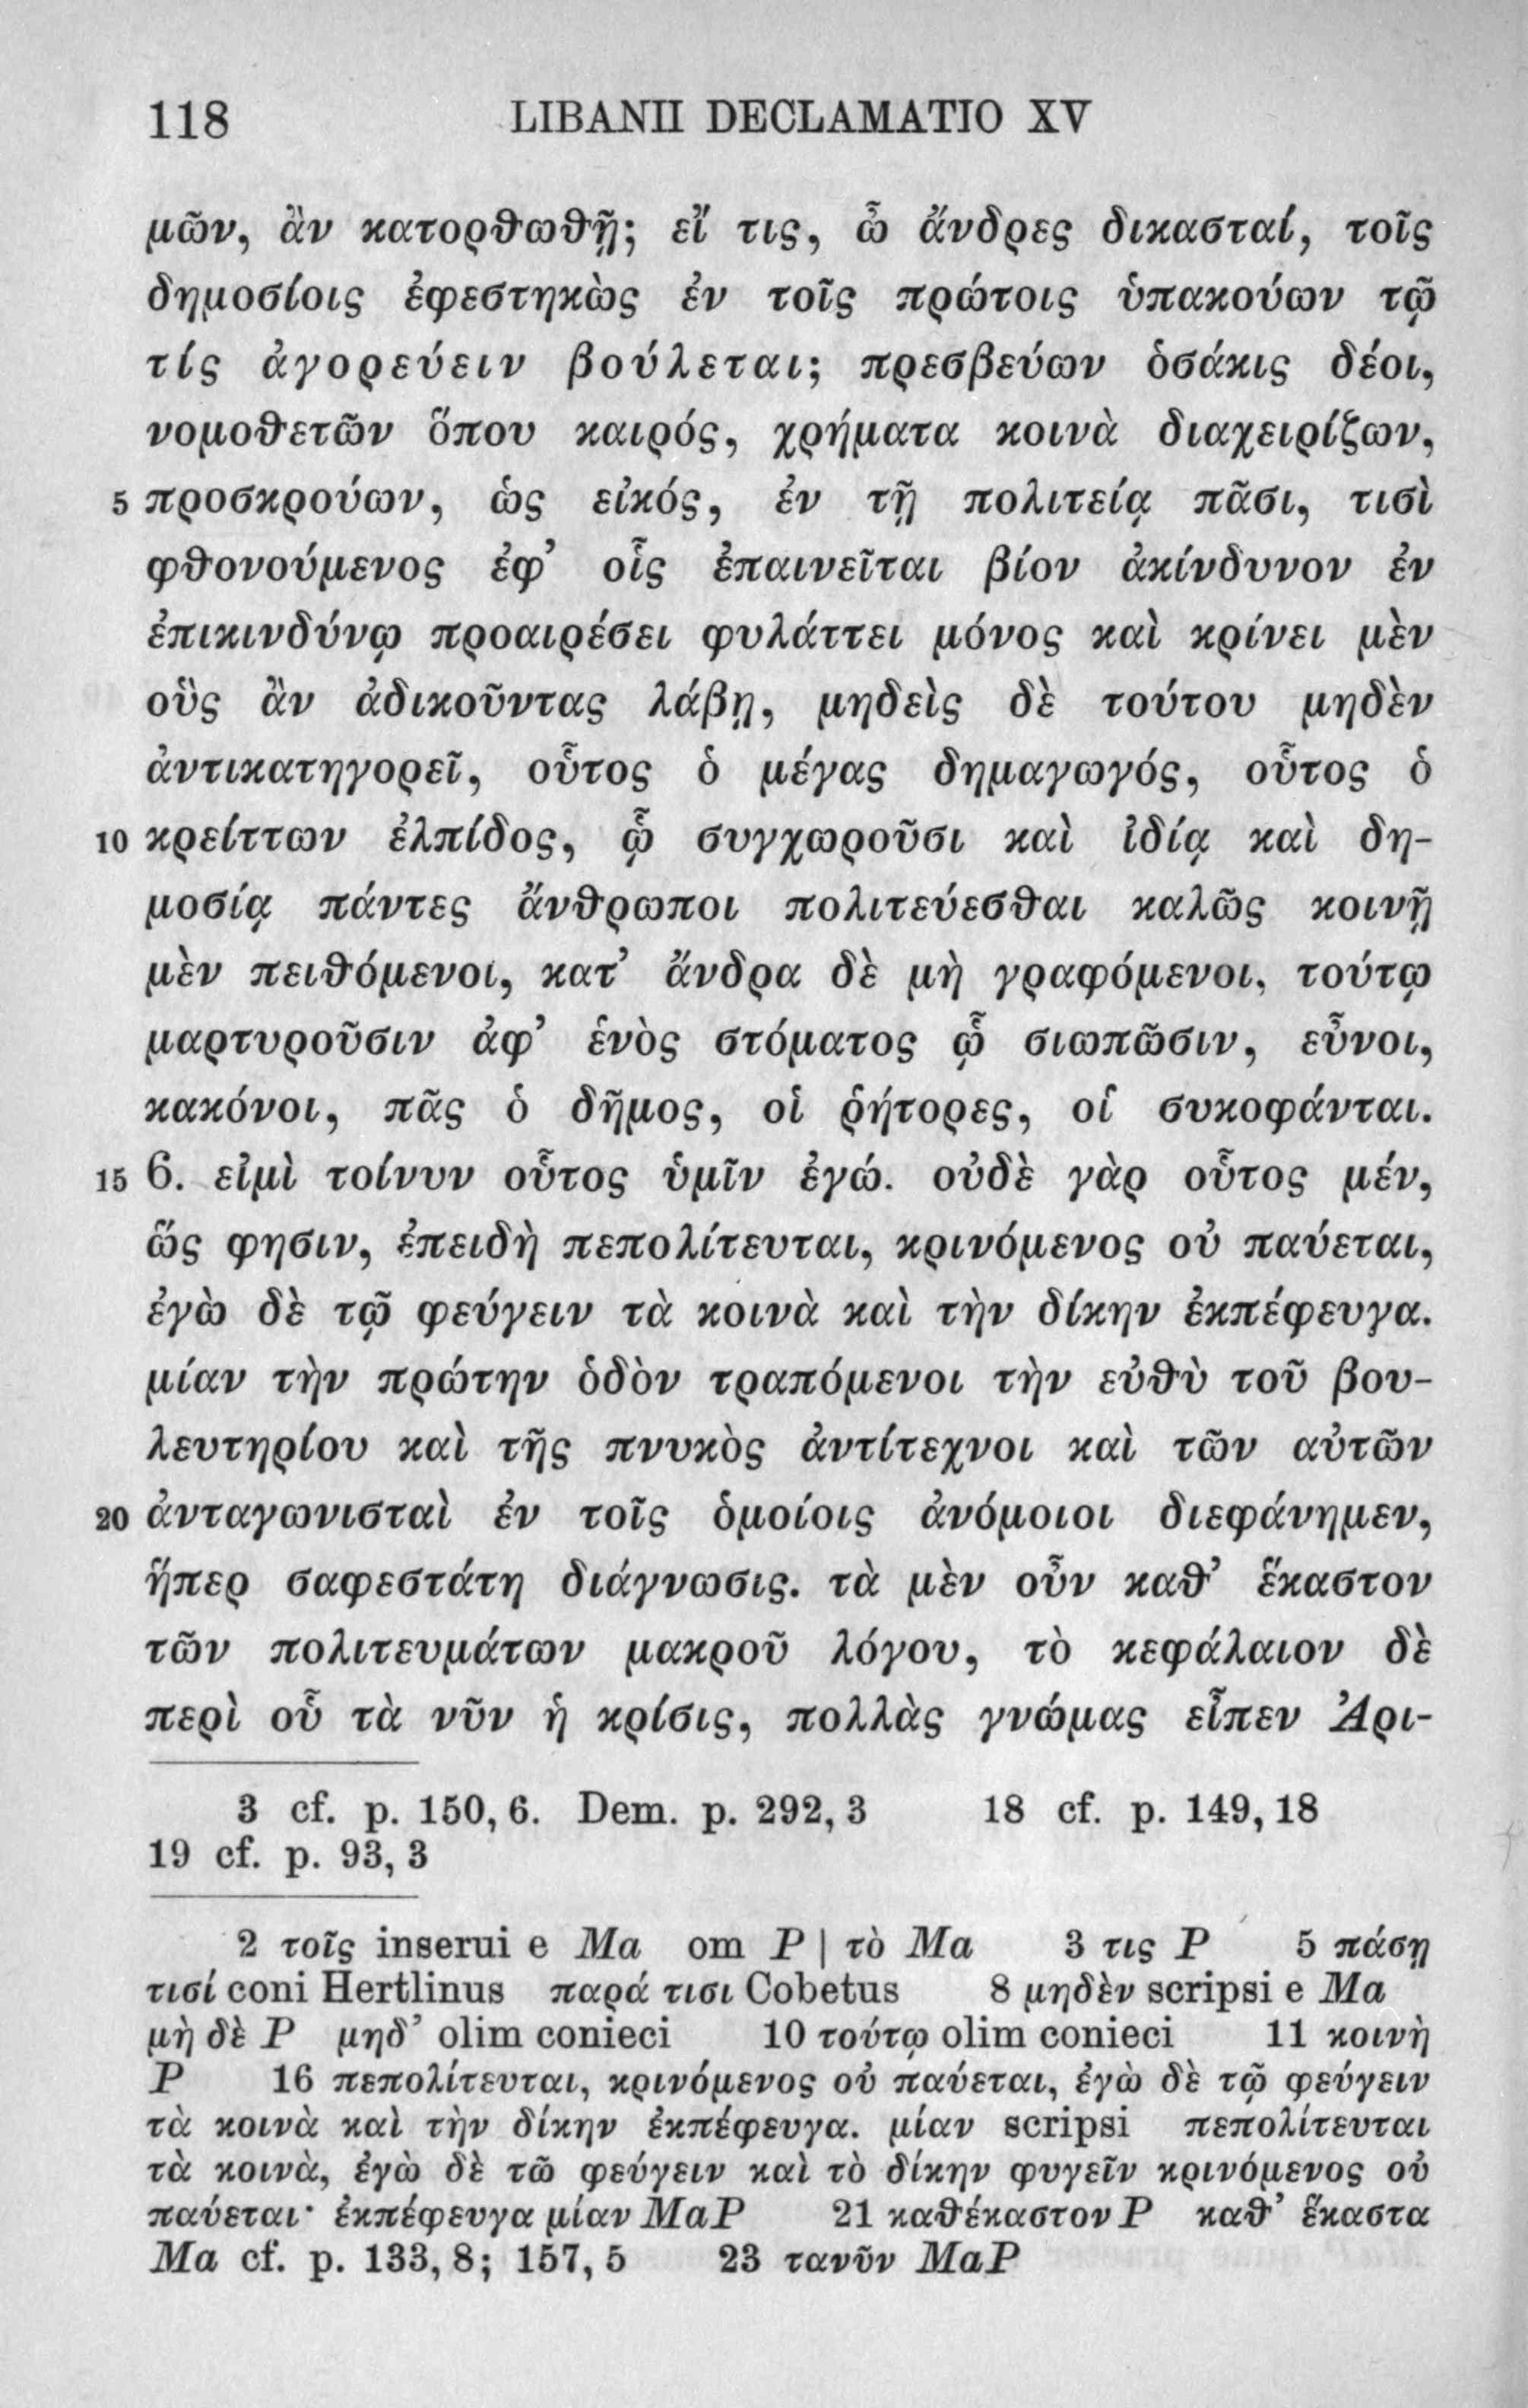 118 LIBANII DECLAMATIO XV
μῶν, ἂν κατορθωθῇ; εἴ τις, ὦ ἄνδρες δικασταί, τοῖς
δημοσίοις ἐφεστηκὼς ἐν τοῖς πρώτοις ὑπακούων τῷ
τίς ἀγορεύειν βούλεται; πρεσβεύων ὁσάκις δέοι,
νομοθετῶν ὅπου καιρός, χρήματα κοινὰ διαχειρίζων,
5 προσκρούων, ὡς εἰκός, ἐν τῇ πολιτείᾳ πᾶσι, τισὶ
φθονούμενος ἐφ’ οἷς ἐπαινεῖται βίον ἀκίνδυνον ἐν
ἐπικινδύνῳ προαιρέσει φυλάττει μόνος καὶ κρίνει μὲν
οὓς ἂν ἀδικοῦντας λάβῃ, μηδεὶς δὲ τούτου μηδὲν
ἀντικατηγορεῖ, οὗτος ὁ μέγας δημαγωγός, οὗτος ὁ
10 κρείττων ἐλπίδος, ᾧ συγχωροῦσι καὶ ἰδίᾳ καὶ δη-
μοσίᾳ πάντες ἄνθρωποι πολιτεύεσθαι καλῶς κοινῇ
μὲν πειθόμενοι, κατ’ ἄνδρα δὲ μὴ γραφόμενοι, τούτῳ
μαρτυροῦσιν ἀφ’ ἑνὸς στόματος ᾧ σιωπῶσιν, εὖνοι,
κακόνοι, πᾶς ὁ δῆμος, οἱ ῥήτορες, οἱ συκοφάνται.
15 6. εἰμὶ τοίνυν οὗτος ὑμῖν ἐγώ. οὐδὲ γὰρ οὗτος μέν,
ὥς φησιν, ἐπειδὴ πεπολίτευται, κρινόμενος οὐ παύεται,
ἐγὼ δὲ τῷ φεύγειν τὰ κοινὰ καὶ τὴν δίκην ἐκπέφευγα.
μίαν τὴν πρώτην ὁδὸν τραπόμενοι τὴν εὐθὺ τοῦ βου-
λευτηρίου καὶ τῆς πνυκὸς ἀντίτεχνοι καὶ τῶν αὐτῶν
20 ἀνταγωνισταὶ ἐν τοῖς ὁμοίοις ἀνόμοιοι διεφάνημεν,
ἥπερ σαφεστάτη διάγνωσις. τὰ μὲν οὖν καθ’ ἕκαστον
τῶν πολιτευμάτων μακροῦ λόγου, τὸ κεφάλαιον δὲ
περὶ οὗ τὰ νῦν ἡ κρίσις, πολλὰς γνώμας εἶπεν Ἀρι-
3 cf. p. 150, 6. Dem. p. 292, 3 18 cf. p. 149, 18
19 cf. p. 93, 3
2 τοῖς inserui e Ma om P | τὸ Ma 3 τις P 5 πάσῃ
τισί coni Hertlinus παρά τισι Cobetus 8 μηδὲν scripsi e Ma
μὴ δὲ P μηδ’ olim conieci 10 τούτῳ olim conieci 11 κοινὴ
P 16 πεπολίτευται, κρινόμενος οὐ παύεται, ἐγὼ δὲ τῷ φεύγειν
τὰ κοινὰ καὶ τὴν δίκην ἐκπέφευγα. μίαν scripsi πεπολίτευται
τὰ κοινὰ, ἐγὼ δὲ τῶ φεύγειν καὶ τὸ δίκην φυγεῖν κρινόμενος οὐ
παύεται· ἐκπέφευγα μίαν MaP 21 καθέκαστον P καθ’ ἕκαστα
Ma cf. p. 133, 8; 157, 5 23 τανῦν MaP